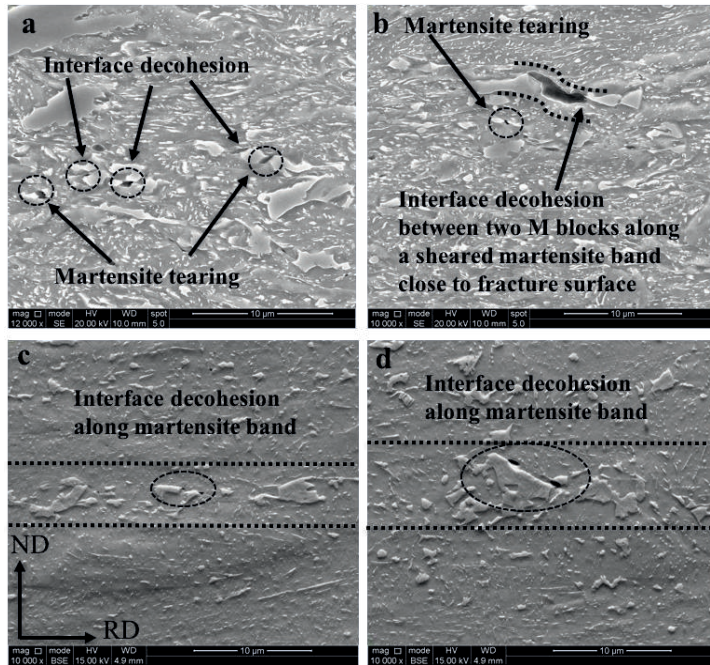 a
Interface decohesion
Martensite tearing
mag □ mode HV WD spot
12 000 x SE 20.00 kV 10.0 mm 5.0
10 µm
b
Martensite tearing
Interface decohesion
between two M blocks along
a sheared martensite band
close to fracture surface
mag □ mode HV WD spot
10 000 x SE 20.00 kV 10.0 mm 5.0
10 µm
c
Interface decohesion
along martensite band
ND
RD
mag □ mode HV WD
10 000 x BSE 15.00 kV 4.9 mm
10 µm
d
Interface decohesion
along martensite band
mag □ mode HV WD
10 000 x BSE 15.00 kV 4.9 mm
10 µm